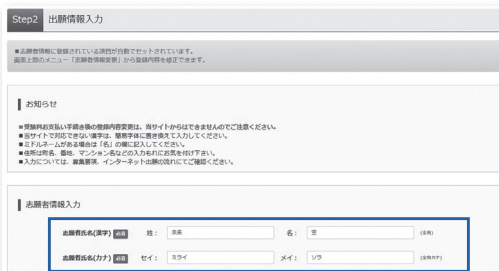 Step2 出願情報入力
■志願者情報に登録されている項目が自動でセットされています。
画面上部のメニュー「志願者情報変更」から登録内容を修正できます。
お知らせ
■受験料お支払い手続き後の登録内容変更は、当サイトからはできませんのでご注意ください。
■当サイトで対応できない漢字は、簡易字体に置き換えて入力してください。
■ミドルネームがある場合は「名」の欄に記入してください。
■住所は町名、番地、マンション名などの入力もれにお気を付け下さい。
■入力については、募集要項、インターネット出願の流れにてご確認ください。
志願者情報入力
志願者氏名(漢字) 必須 姓： 未来 名： 空 (全角)
志願者氏名(カナ) 必須 セイ： ミライ メイ： ソラ (全角カナ)